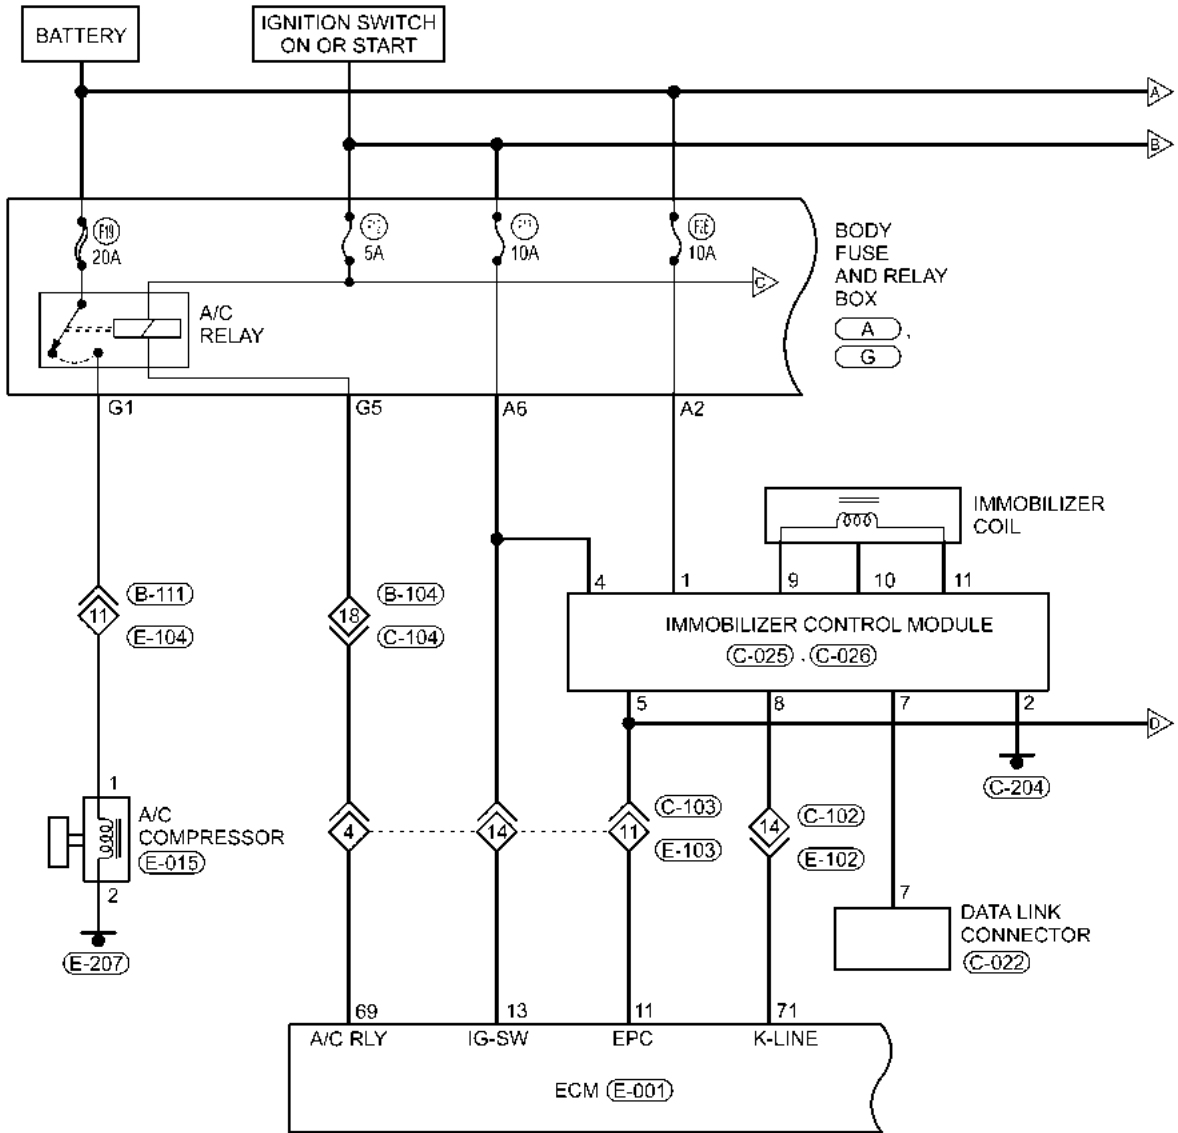 BATTERY
IGNITION SWITCH
ON OR START
A
B
F19
20A
5A
10A
10A
BODY
FUSE
AND RELAY
BOX
A ,
G
C
A/C
RELAY
G1
G5
A6
A2
IMMOBILIZER
COIL
4
1
9
10
11
IMMOBILIZER CONTROL MODULE
C-025 , C-026
B-111
11
E-104
B-104
18
C-104
5
8
7
2
D
C-204
1
A/C
COMPRESSOR
E-015
2
E-207
4
14
11
C-103
E-103
14
C-102
E-102
7
DATA LINK
CONNECTOR
C-022
69
13
11
71
A/C RLY
IG-SW
EPC
K-LINE
ECM E-001